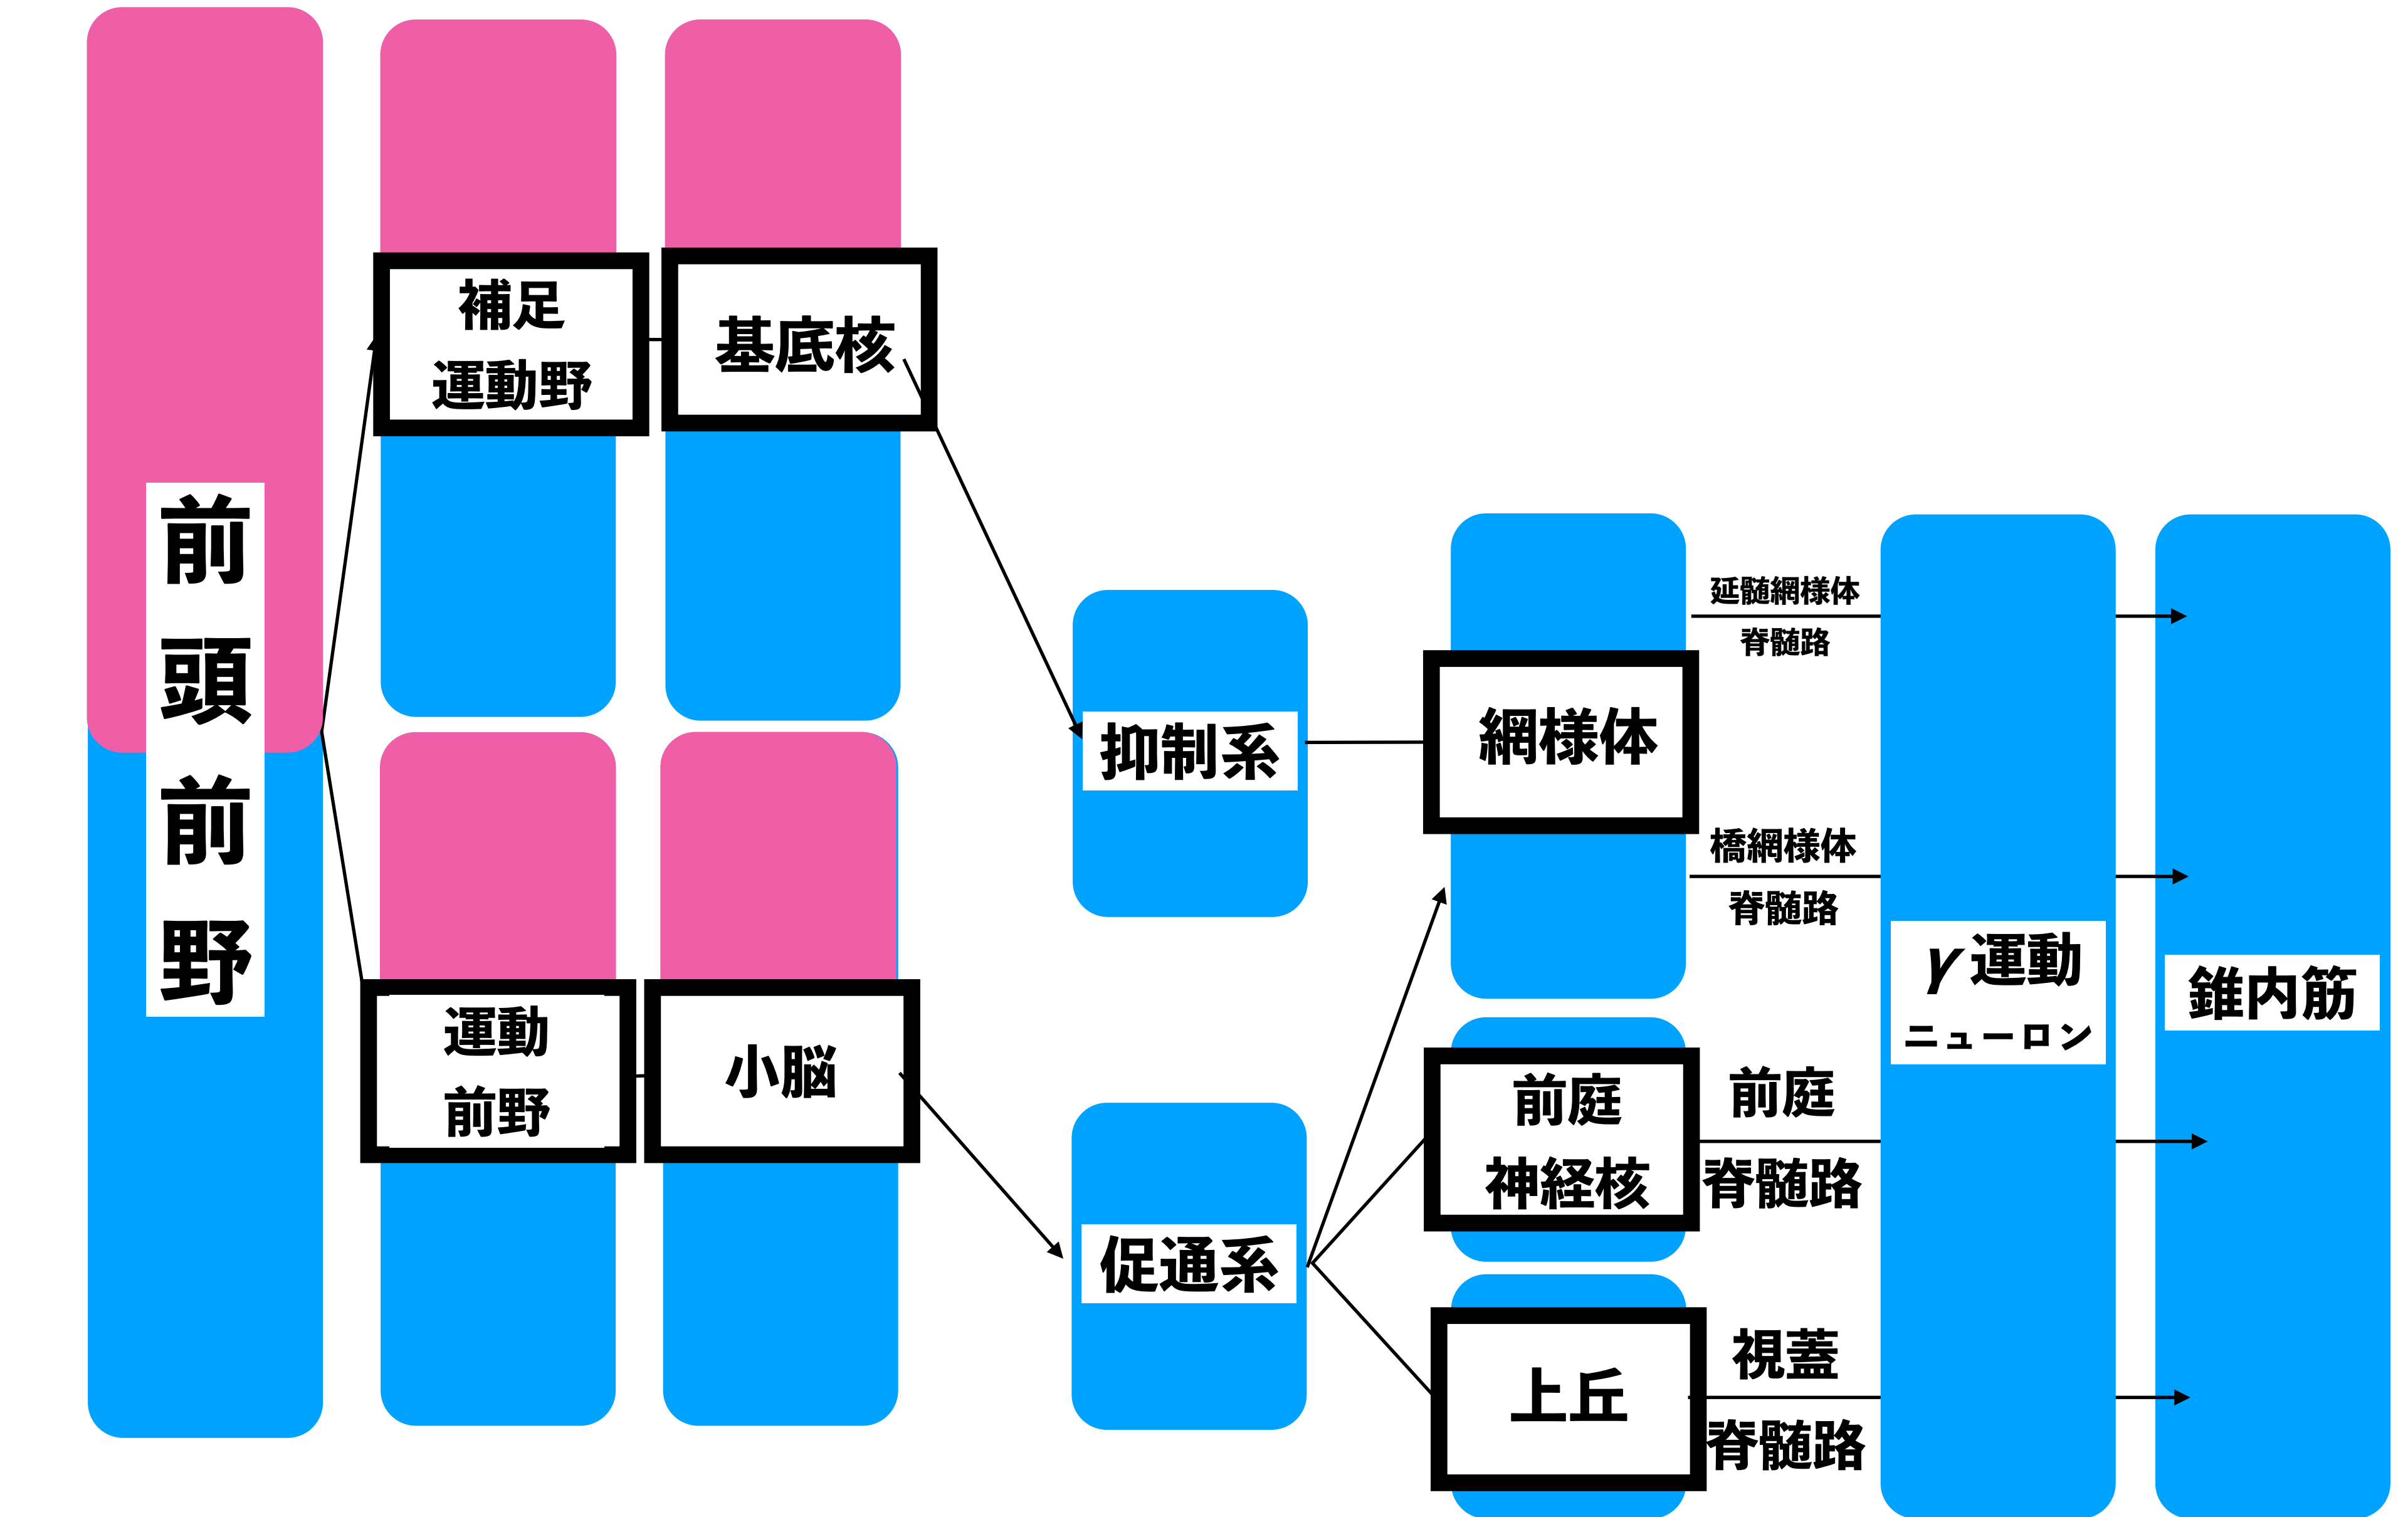 前頭前野
補足
運動野
基底核
運動
前野
小脳
抑制系
促通系
網様体
前庭
神経核
上丘
延髄網様体
脊髄路
橋網様体
脊髄路
前庭
脊髄路
視蓋
脊髄路
γ運動
ニューロン
錐内筋